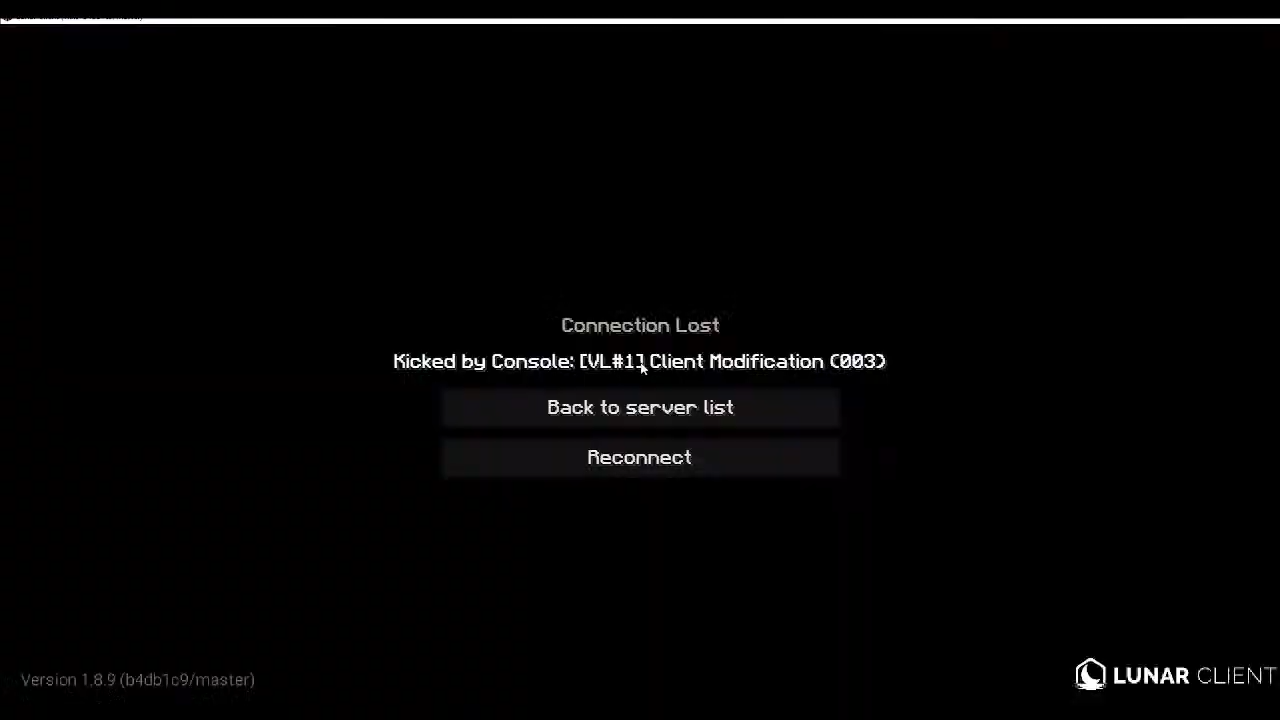 Connection Lost
Kicked by Console: [VL#1] Client Modification (003)
Back to server list
Reconnect
Version 1.8.9 (b4db1c9/master)
LUNAR CLIENT